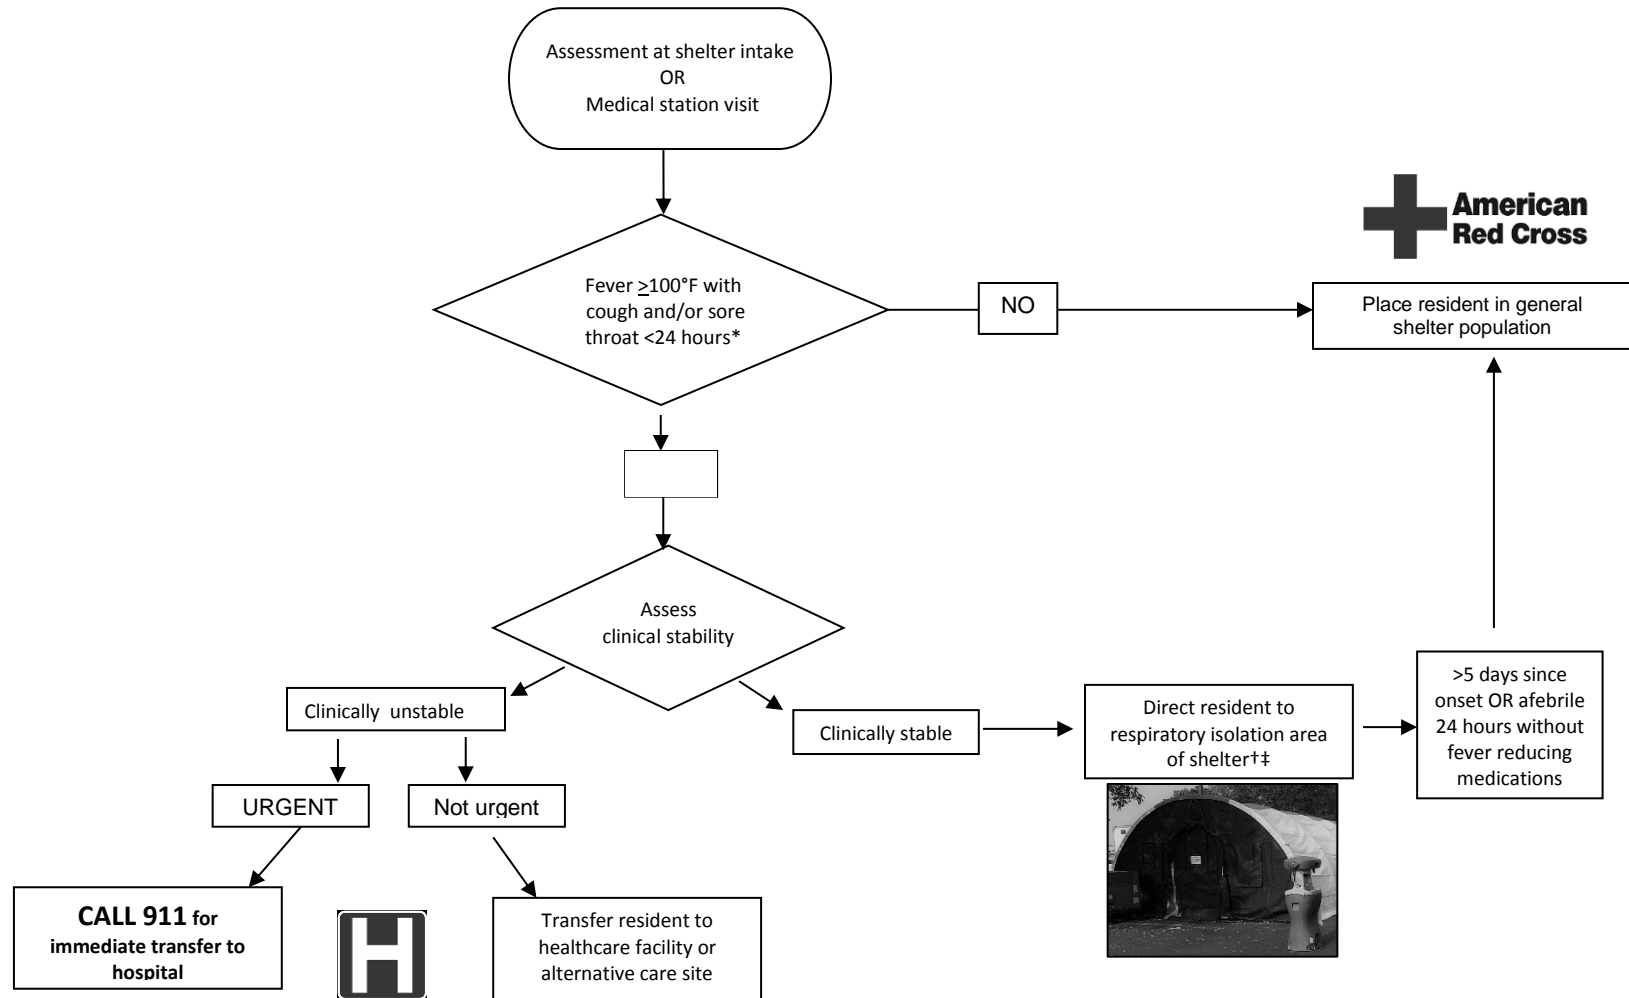 Assessment at shelter intake
OR
Medical station visit
American
Red Cross
Fever ≥100°F with
cough and/or sore
throat <24 hours*
NO
Place resident in general
shelter population
Assess
clinical stability
Clinically unstable
Clinically stable
Direct resident to
respiratory isolation area
of shelter†‡
>5 days since
onset OR afebrile
24 hours without
fever reducing
medications
URGENT
Not urgent
CALL 911 for
immediate transfer to
hospital
H
Transfer resident to
healthcare facility or
alternative care site